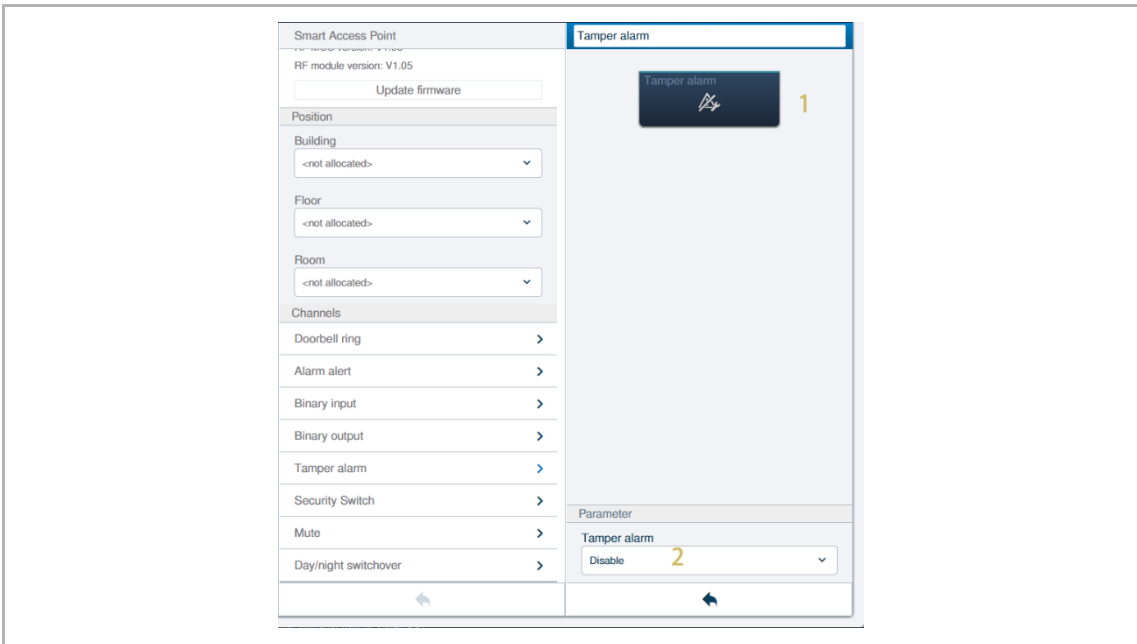 Smart Access Point
RF module version: V1.05
Update firmware
Position
Building
<not allocated>
Floor
<not allocated>
Room
<not allocated>
Channels
Doorbell ring
Alarm alert
Binary input
Binary output
Tamper alarm
Security Switch
Mute
Day/night switchover
Tamper alarm
Tamper alarm
1
Parameter
Tamper alarm
Disable
2